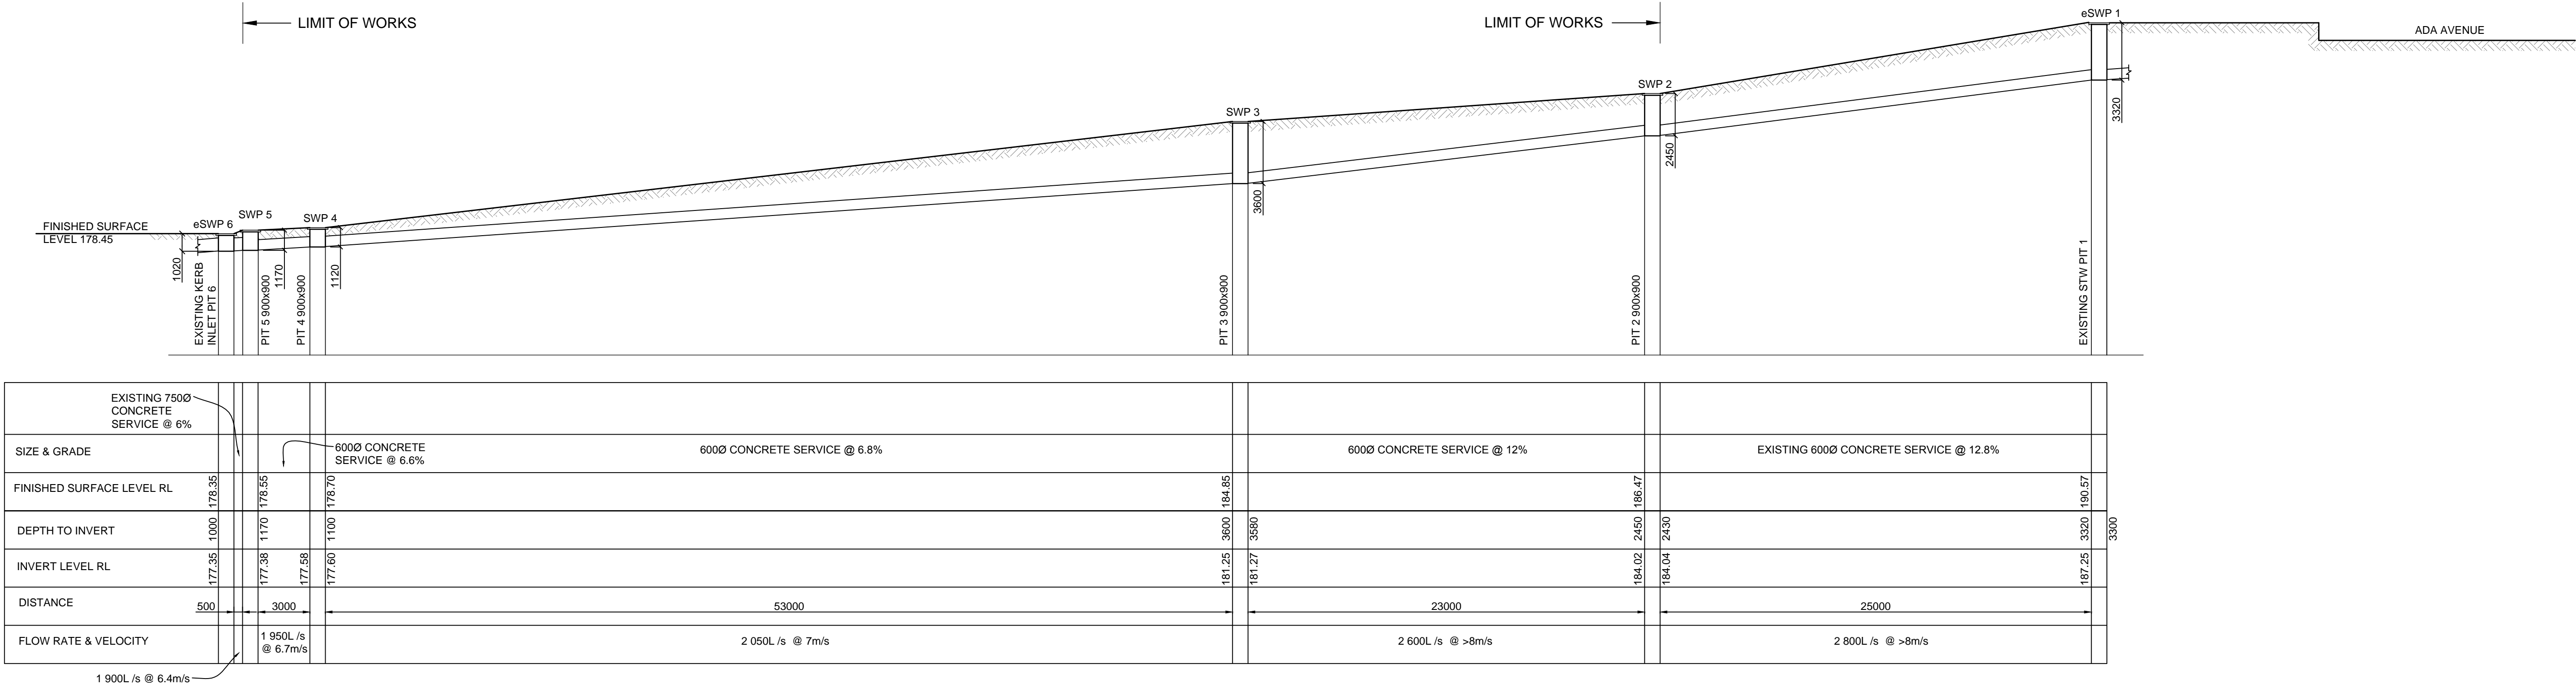 LIMIT OF WORKS
LIMIT OF WORKS
eSWP 1
ADA AVENUE
SWP 2
SWP 3
3320
2450
3600
FINISHED SURFACE
LEVEL 178.45
eSWP 6
SWP 5
SWP 4
1020
1170
1120
EXISTING KERB
INLET PIT 6
PIT 5 900x900
PIT 4 900x900
PIT 3 900x900
PIT 2 900x900
EXISTING STW PIT 1
EXISTING 750Ø
CONCRETE
SERVICE @ 6%
SIZE & GRADE
600Ø CONCRETE
SERVICE @ 6.6%
600Ø CONCRETE SERVICE @ 6.8%
600Ø CONCRETE SERVICE @ 12%
EXISTING 600Ø CONCRETE SERVICE @ 12.8%
FINISHED SURFACE LEVEL RL
178.35
178.55
178.70
184.85
186.47
190.57
DEPTH TO INVERT
1000
1170
1100
3600
3580
2450
2430
3320
3300
INVERT LEVEL RL
177.35
177.38
177.58
177.60
181.25
181.27
184.02
184.04
187.25
DISTANCE
500
3000
53000
23000
25000
FLOW RATE & VELOCITY
1 950L /s
@ 6.7m/s
2 050L /s @ 7m/s
2 600L /s @ >8m/s
2 800L /s @ >8m/s
1 900L /s @ 6.4m/s